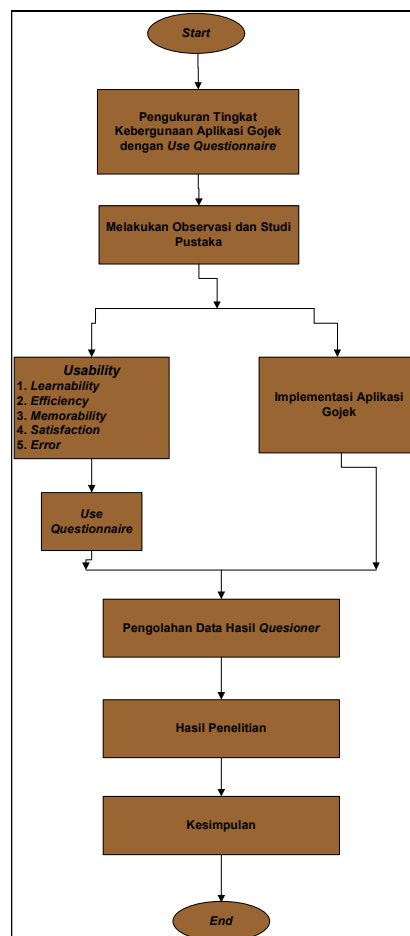 Start
Pengukuran Tingkat
Kebergunaan Aplikasi Gojek
dengan Use Questionnaire
Melakukan Observasi dan Studi
Pustaka
Usability
1. Learnability
2. Efficiency
3. Memorability
4. Satisfaction
5. Error
Implementasi Aplikasi
Gojek
Use
Questionnaire
Pengolahan Data Hasil Quesioner
Hasil Penelitian
Kesimpulan
End